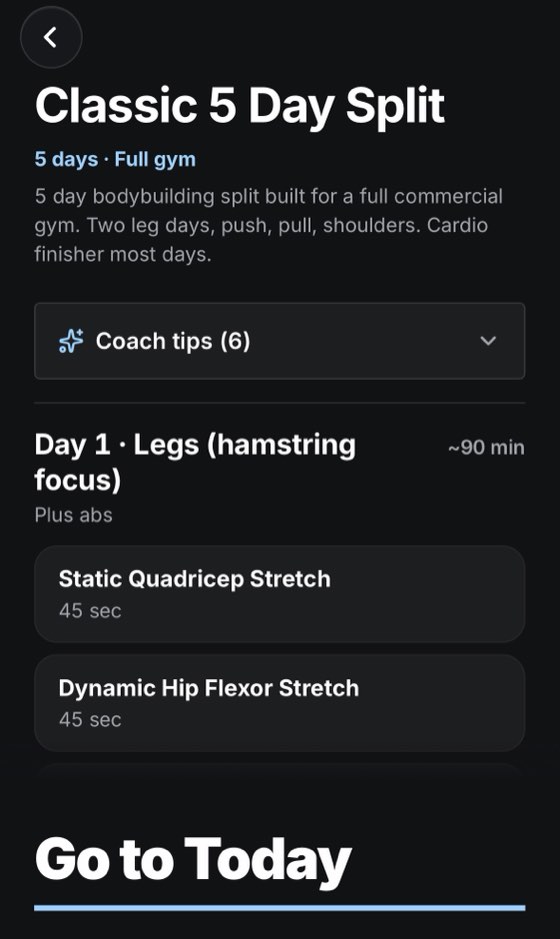 Classic 5 Day Split
5 days · Full gym
5 day bodybuilding split built for a full commercial
gym. Two leg days, push, pull, shoulders. Cardio
finisher most days.
Coach tips (6)
Day 1 · Legs (hamstring
focus)
~90 min
Plus abs
Static Quadricep Stretch
45 sec
Dynamic Hip Flexor Stretch
45 sec
Go to Today